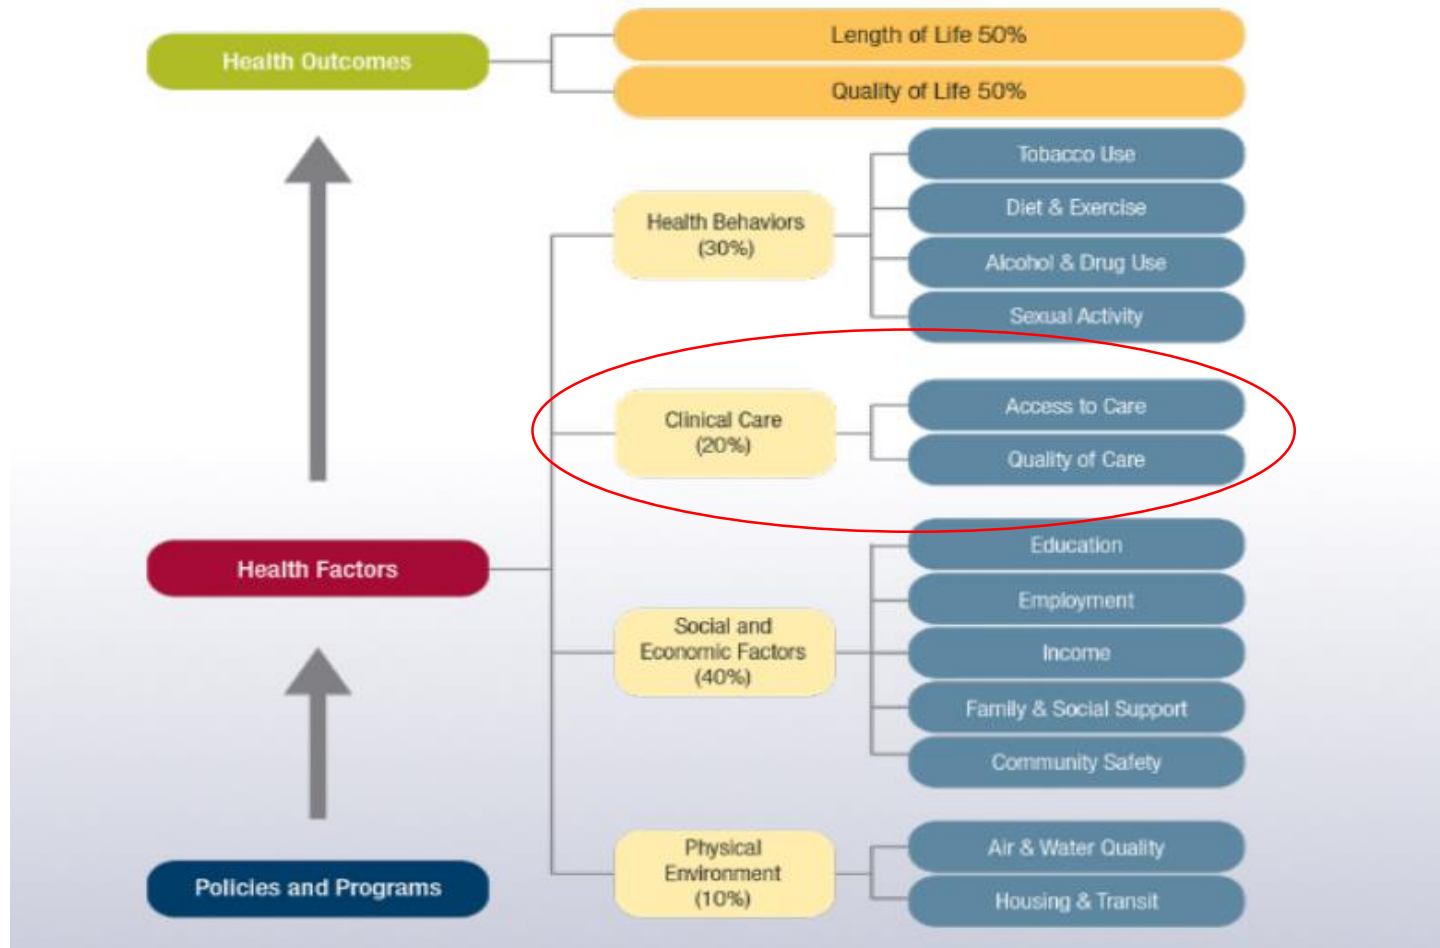 Health Outcomes
Length of Life 50%
Quality of Life 50%
Health Behaviors
(30%)
Tobacco Use
Diet & Exercise
Alcohol & Drug Use
Sexual Activity
Clinical Care
(20%)
Access to Care
Quality of Care
Health Factors
Social and
Economic Factors
(40%)
Education
Employment
Income
Family & Social Support
Community Safety
Policies and Programs
Physical
Environment
(10%)
Air & Water Quality
Housing & Transit